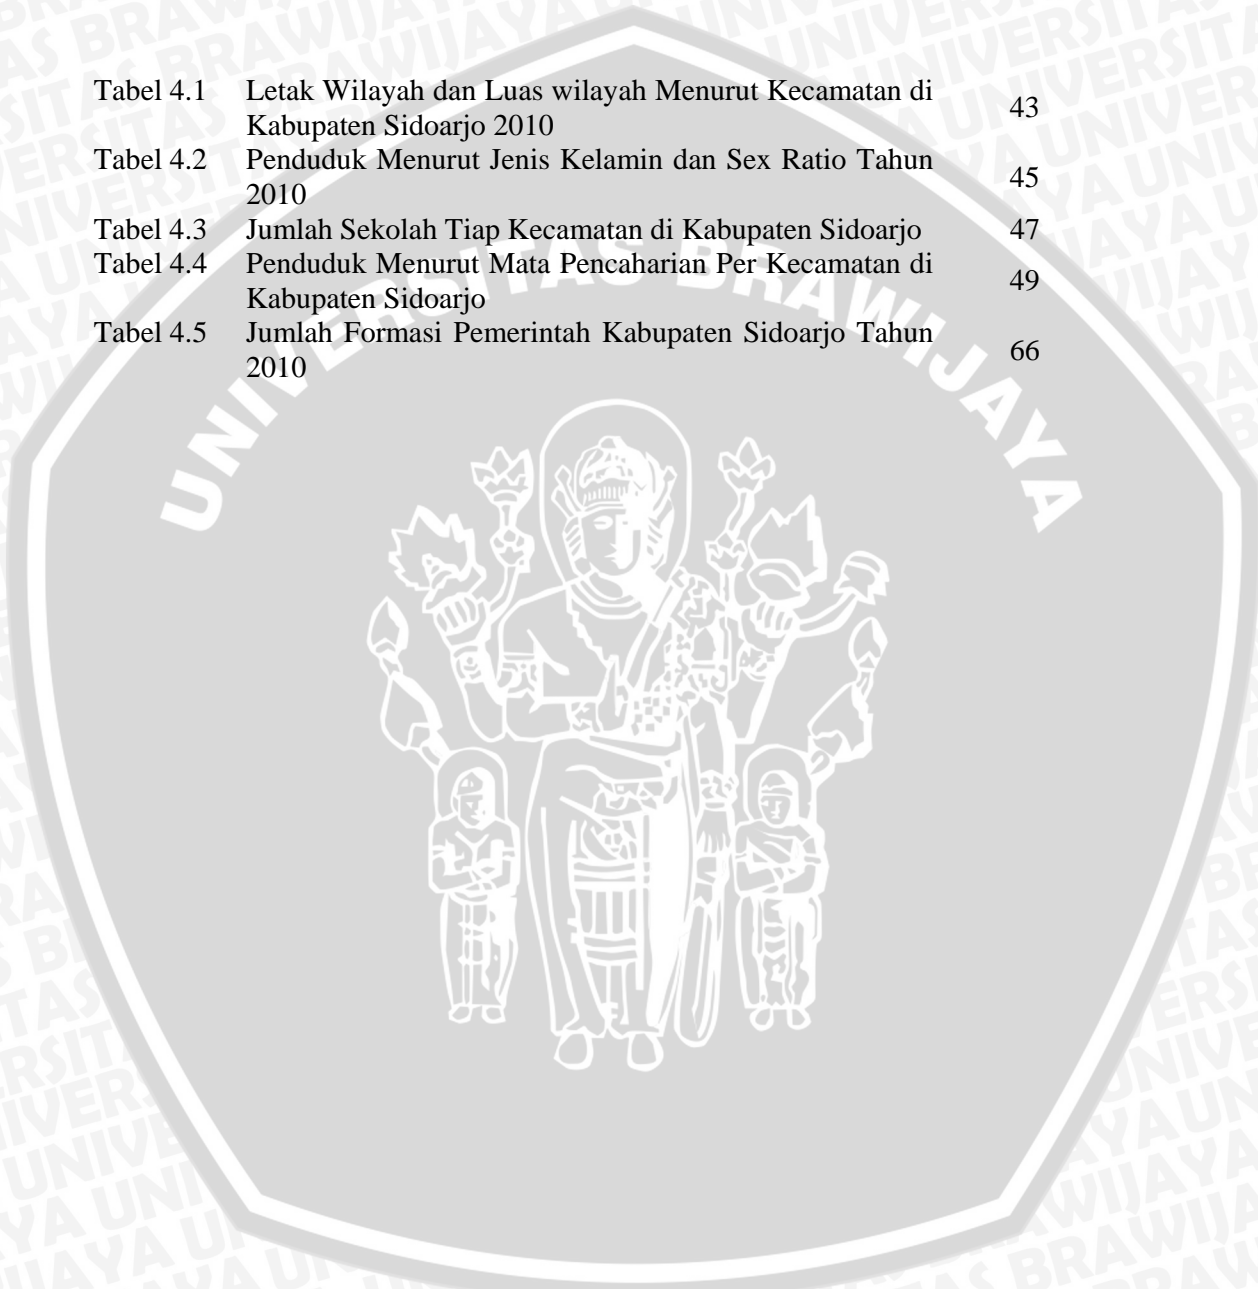 Tabel 4.1 Letak Wilayah dan Luas wilayah Menurut Kecamatan di
Kabupaten Sidoarjo 2010 43
Tabel 4.2 Penduduk Menurut Jenis Kelamin dan Sex Ratio Tahun
2010 45
Tabel 4.3 Jumlah Sekolah Tiap Kecamatan di Kabupaten Sidoarjo 47
Tabel 4.4 Penduduk Menurut Mata Pencaharian Per Kecamatan di
Kabupaten Sidoarjo 49
Tabel 4.5 Jumlah Formasi Pemerintah Kabupaten Sidoarjo Tahun
2010 66
UNIVERSITAS BRAWIJAYA